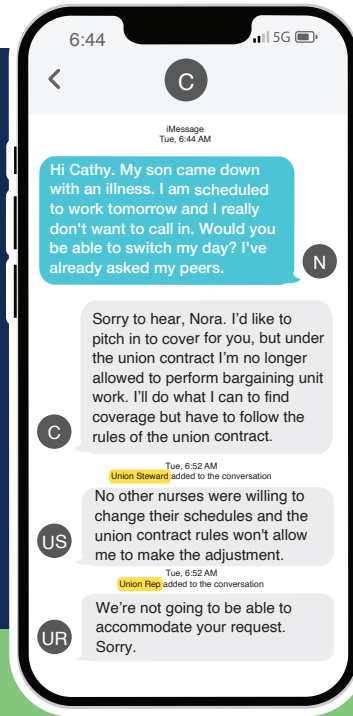 6:44
5G
C
iMessage
Tue, 6:44 AM
Hi Cathy. My son came down
with an illness. I am scheduled
to work tomorrow and I really
don't want to call in. Would you
be able to switch my day? I've
already asked my peers.
N
Sorry to hear, Nora. I'd like to
pitch in to cover for you, but under
the union contract I'm no longer
allowed to perform bargaining unit
work. I'll do what I can to find
coverage but have to follow the
rules of the union contract.
C
Tue, 6:52 AM
Union Steward added to the conversation
No other nurses were willing to
change their schedules and the
union contract rules won't allow
me to make the adjustment.
US
Tue, 6:52 AM
Union Rep added to the conversation
We're not going to be able to
accommodate your request.
Sorry.
UR